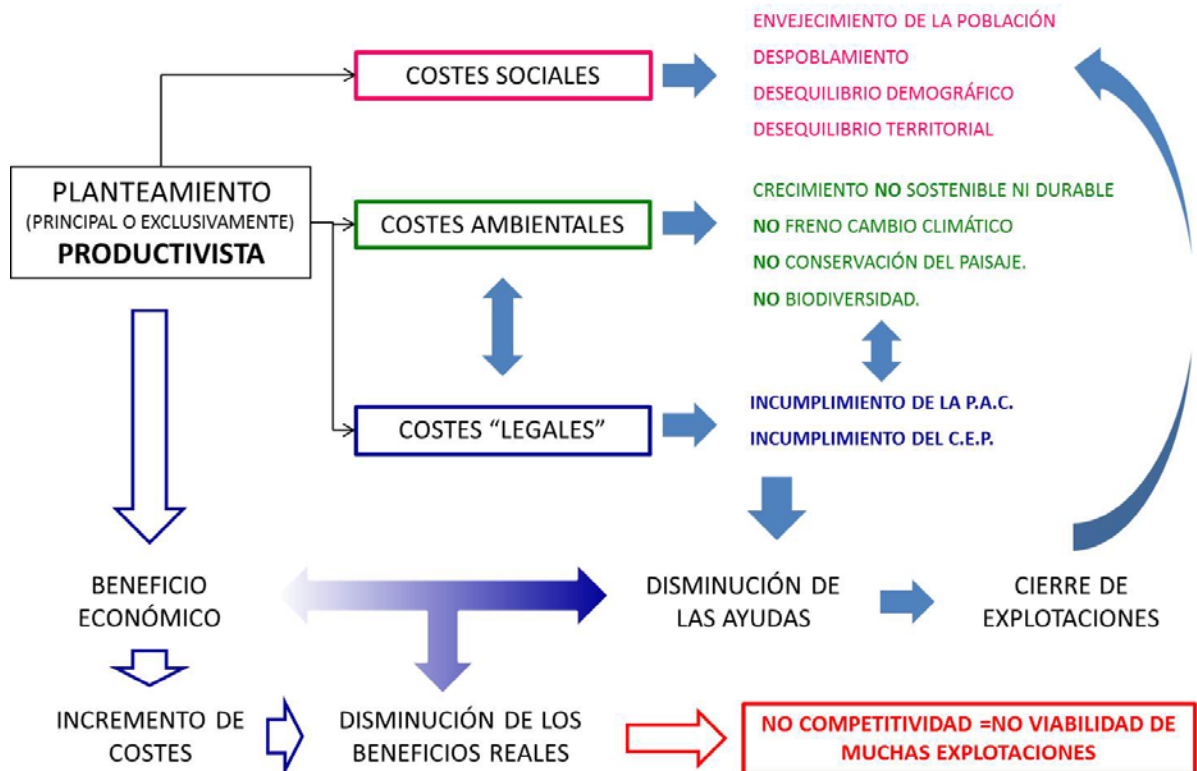 ENVEJECIMIENTO DE LA POBLACIÓN
COSTES SOCIALES
DESPOBLAMIENTO
DESEQUILIBRIO DEMOGRÁFICO
DESEQUILIBRIO TERRITORIAL
PLANTEAMIENTO
(PRINCIPAL O EXCLUSIVAMENTE)
PRODUCTIVISTA
COSTES AMBIENTALES
CRECIMIENTO NO SOSTENIBLE NI DURABLE
NO FRENO CAMBIO CLIMÁTICO
NO CONSERVACIÓN DEL PAISAJE.
NO BIODIVERSIDAD.
COSTES “LEGALES”
INCUMPLIMIENTO DE LA P.A.C.
INCUMPLIMIENTO DEL C.E.P.
BENEFICIO
ECONÓMICO
DISMINUCIÓN DE
LAS AYUDAS
CIERRE DE
EXPLOTACIONES
INCREMENTO DE
COSTES
DISMINUCIÓN DE LOS
BENEFICIOS REALES
NO COMPETITIVIDAD =NO VIABILIDAD DE
MUCHAS EXPLOTACIONES